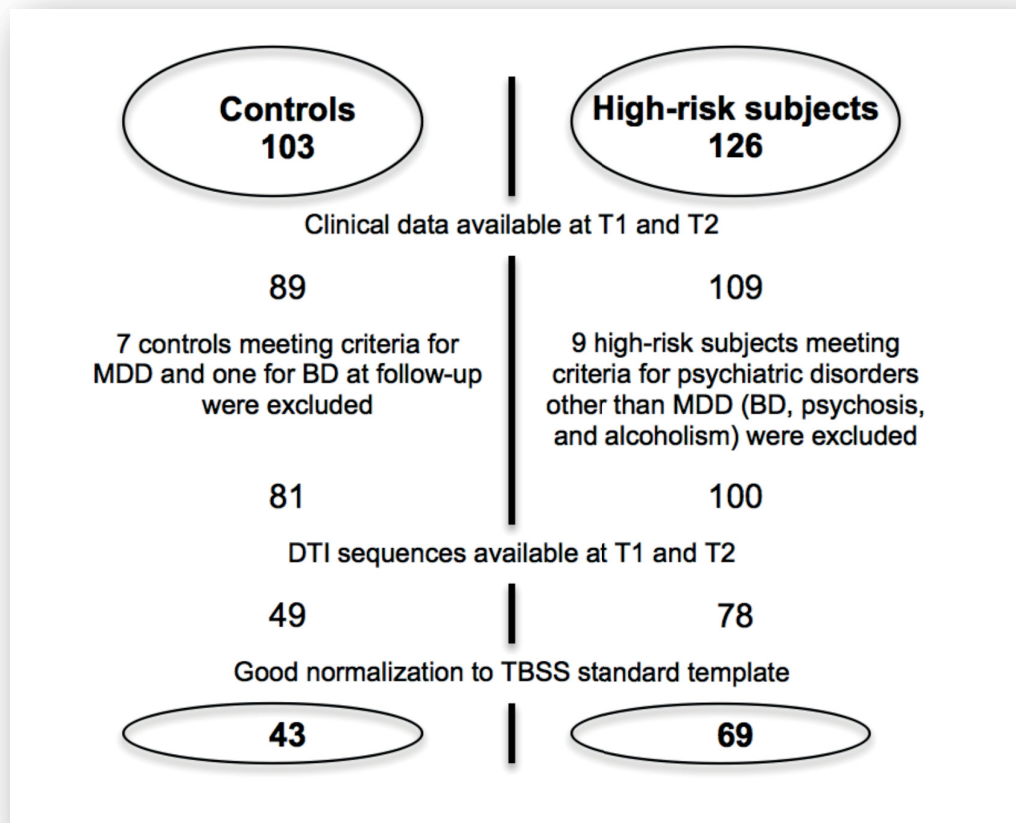 Controls
103
High-risk subjects
126
Clinical data available at T1 and T2
89
109
7 controls meeting criteria for
MDD and one for BD at follow-up
were excluded
9 high-risk subjects meeting
criteria for psychiatric disorders
other than MDD (BD, psychosis,
and alcoholism) were excluded
81
100
DTI sequences available at T1 and T2
49
78
Good normalization to TBSS standard template
43
69